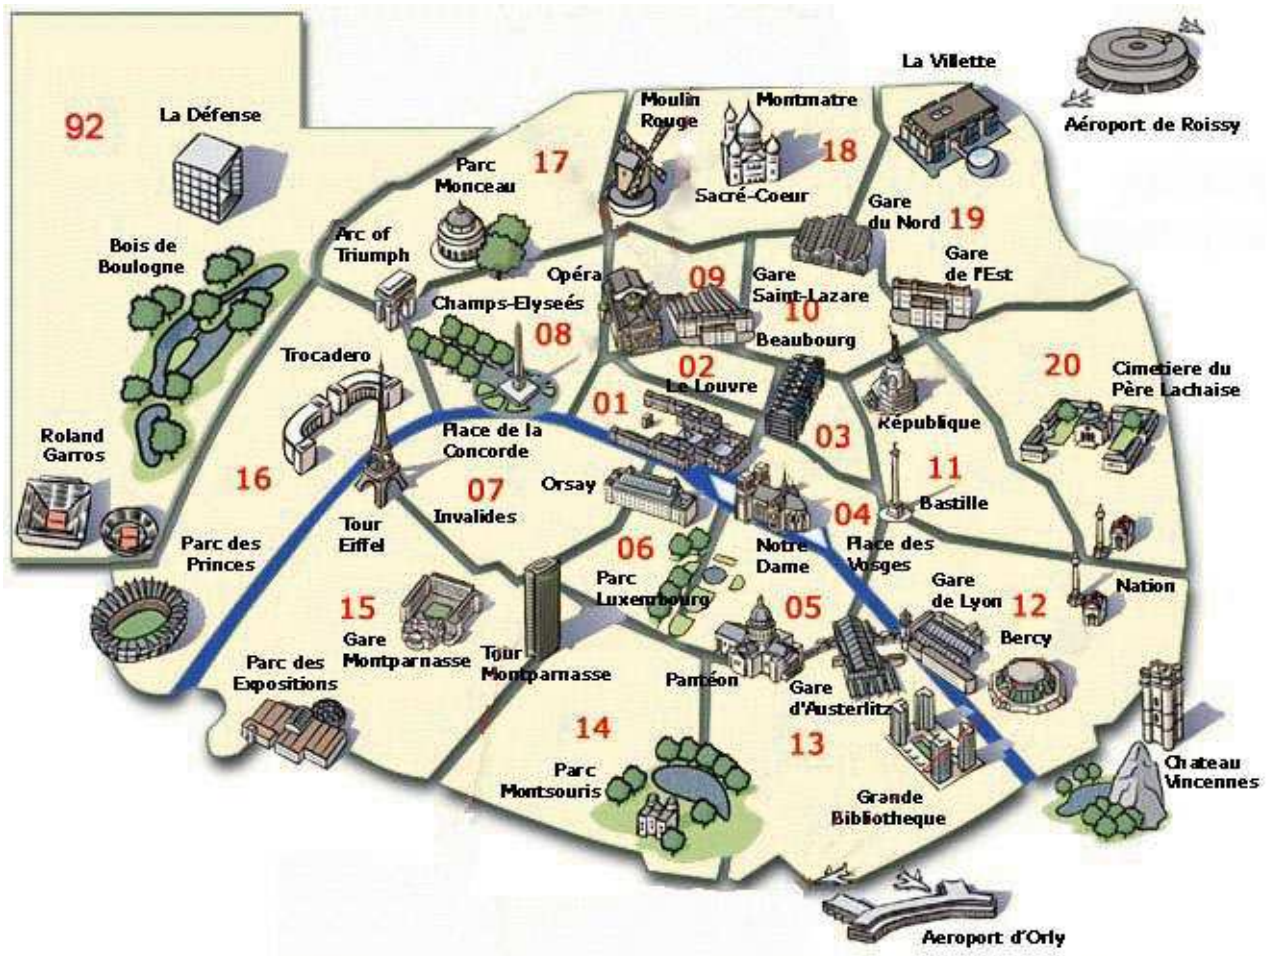 La Villette
Aéroport de Roissy
92
La Défense
Moulin
Rouge
Montmatre
18
17
Parc
Monceau
Sacré-Coeur
Gare
du Nord
19
Arc of
Triumph
Bois de
Boulogne
Opéra
09
Gare
Saint-Lazare
Gare
de l'Est
Champs-Elyseés
08
10
Beaubourg
Trocadero
02
Le Louvre
20
Cimetiere du
Père Lachaise
01
03
République
Roland
Garros
Place de la
Concorde
16
07
Invalides
Orsay
11
Bastille
Tour
Eiffel
04
Parc des
Princes
06
Notre
Dame
Place des
Vosges
Parc
Luxembourg
Gare
de Lyon
12
Nation
15
Gare
Montparnasse
05
Bercy
Tour
Montparnasse
Parc des
Expositions
Pantéon
Gare
d'Austerlitz
14
13
Parc
Montsouris
Chateau
Vincennes
Grande
Bibliotheque
Aeroport d'Orly